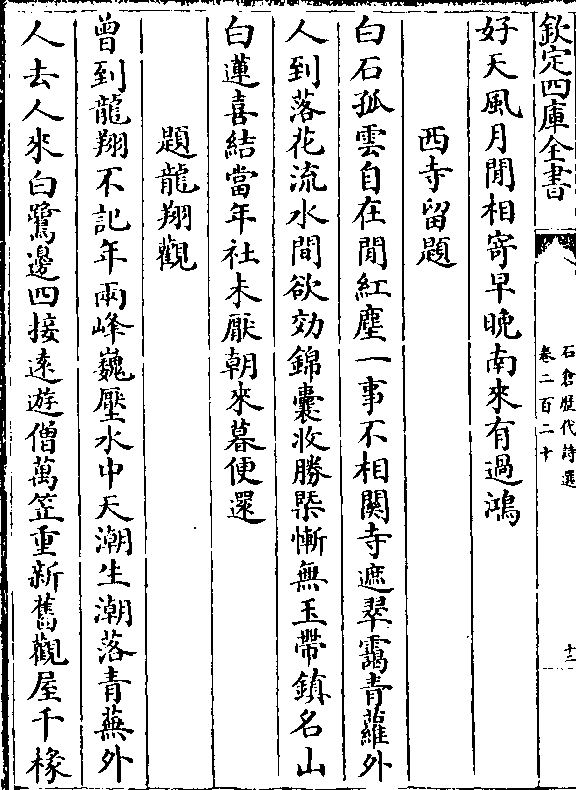 欽定四庫全書
石倉歷代詩選
卷二百二十
十二
好天風月閒相寄早晚南來有過鴻
西寺留題
白石孤雲自在閒紅塵一事不相關寺遮翠靄青蘿外
人到落花流水間欲効錦囊收勝槩慚無玉帶鎮名山
白蓮喜結當年社未厭朝來暮便還
題龍翔觀
曾到龍翔不記年兩峰巍壓水中天潮生潮落青蕪外
人去人來白鷺邊四接遠遊僧萬笠重新舊觀屋千椽